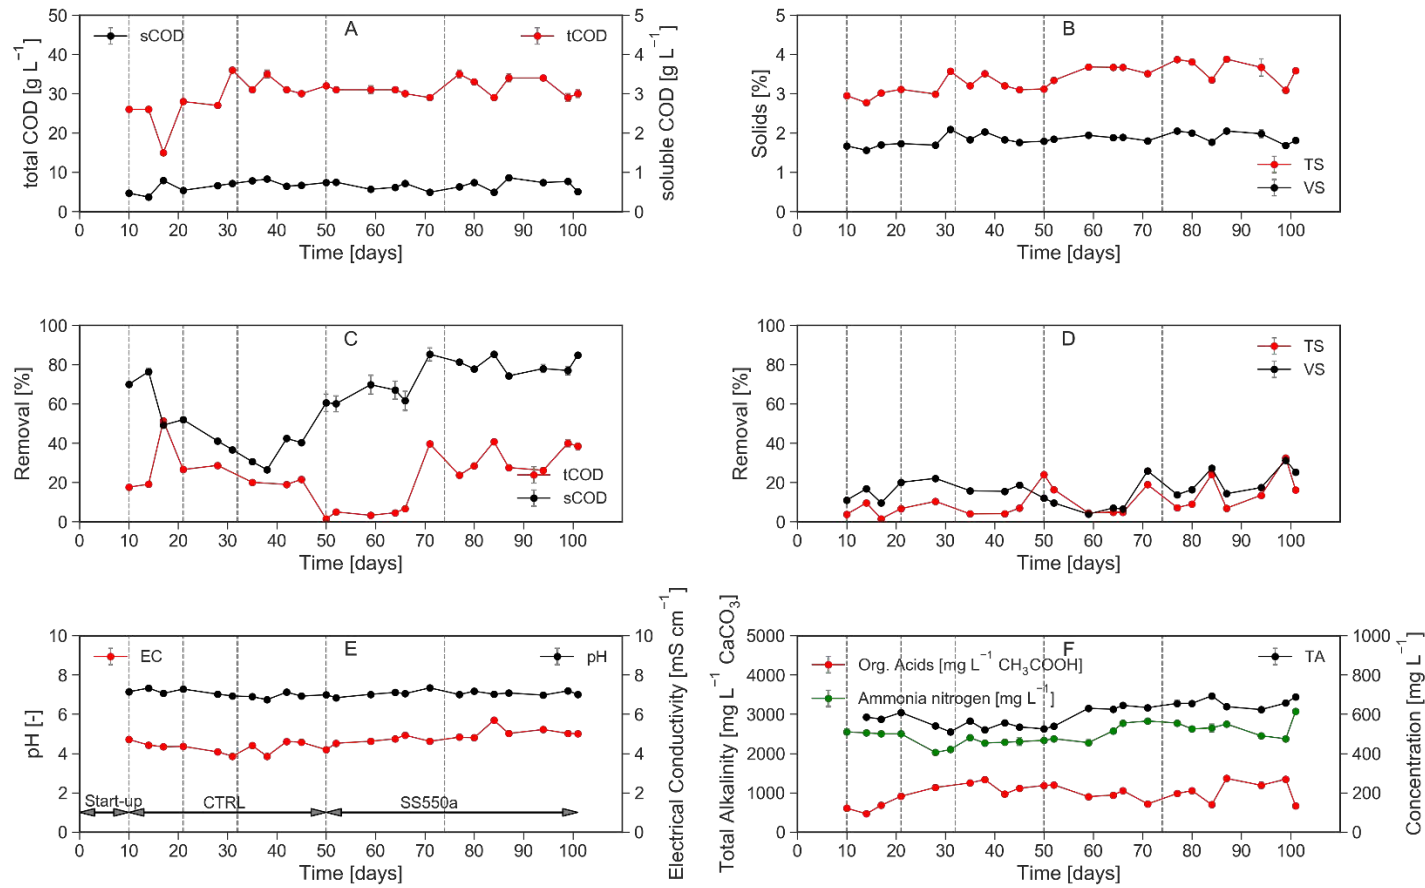 A
sCOD
tCOD
total COD [g L⁻¹]
soluble COD [g L⁻¹]
50
40
30
20
10
0
5
4
3
2
1
0
0 10 20 30 40 50 60 70 80 90 100
Time [days]
B
Solids [%]
5
4
3
2
1
0
TS
VS
0 10 20 30 40 50 60 70 80 90 100
Time [days]
C
Removal [%]
100
80
60
40
20
0
tCOD
sCOD
0 10 20 30 40 50 60 70 80 90 100
Time [days]
D
Removal [%]
100
80
60
40
20
0
TS
VS
0 10 20 30 40 50 60 70 80 90 100
Time [days]
E
EC
pH
pH [-]
Electrical Conductivity [mS cm⁻¹]
10
8
6
4
2
0
10
8
6
4
2
0
Start-up
CTRL
SS550a
0 10 20 30 40 50 60 70 80 90 100
Time [days]
F
Org. Acids [mg L⁻¹ CH₃COOH]
Ammonia nitrogen [mg L⁻¹]
TA
Total Alkalinity [mg L⁻¹ CaCO₃]
Concentration [mg L⁻¹]
5000
4000
3000
2000
1000
0
1000
800
600
400
200
0
0 10 20 30 40 50 60 70 80 90 100
Time [days]